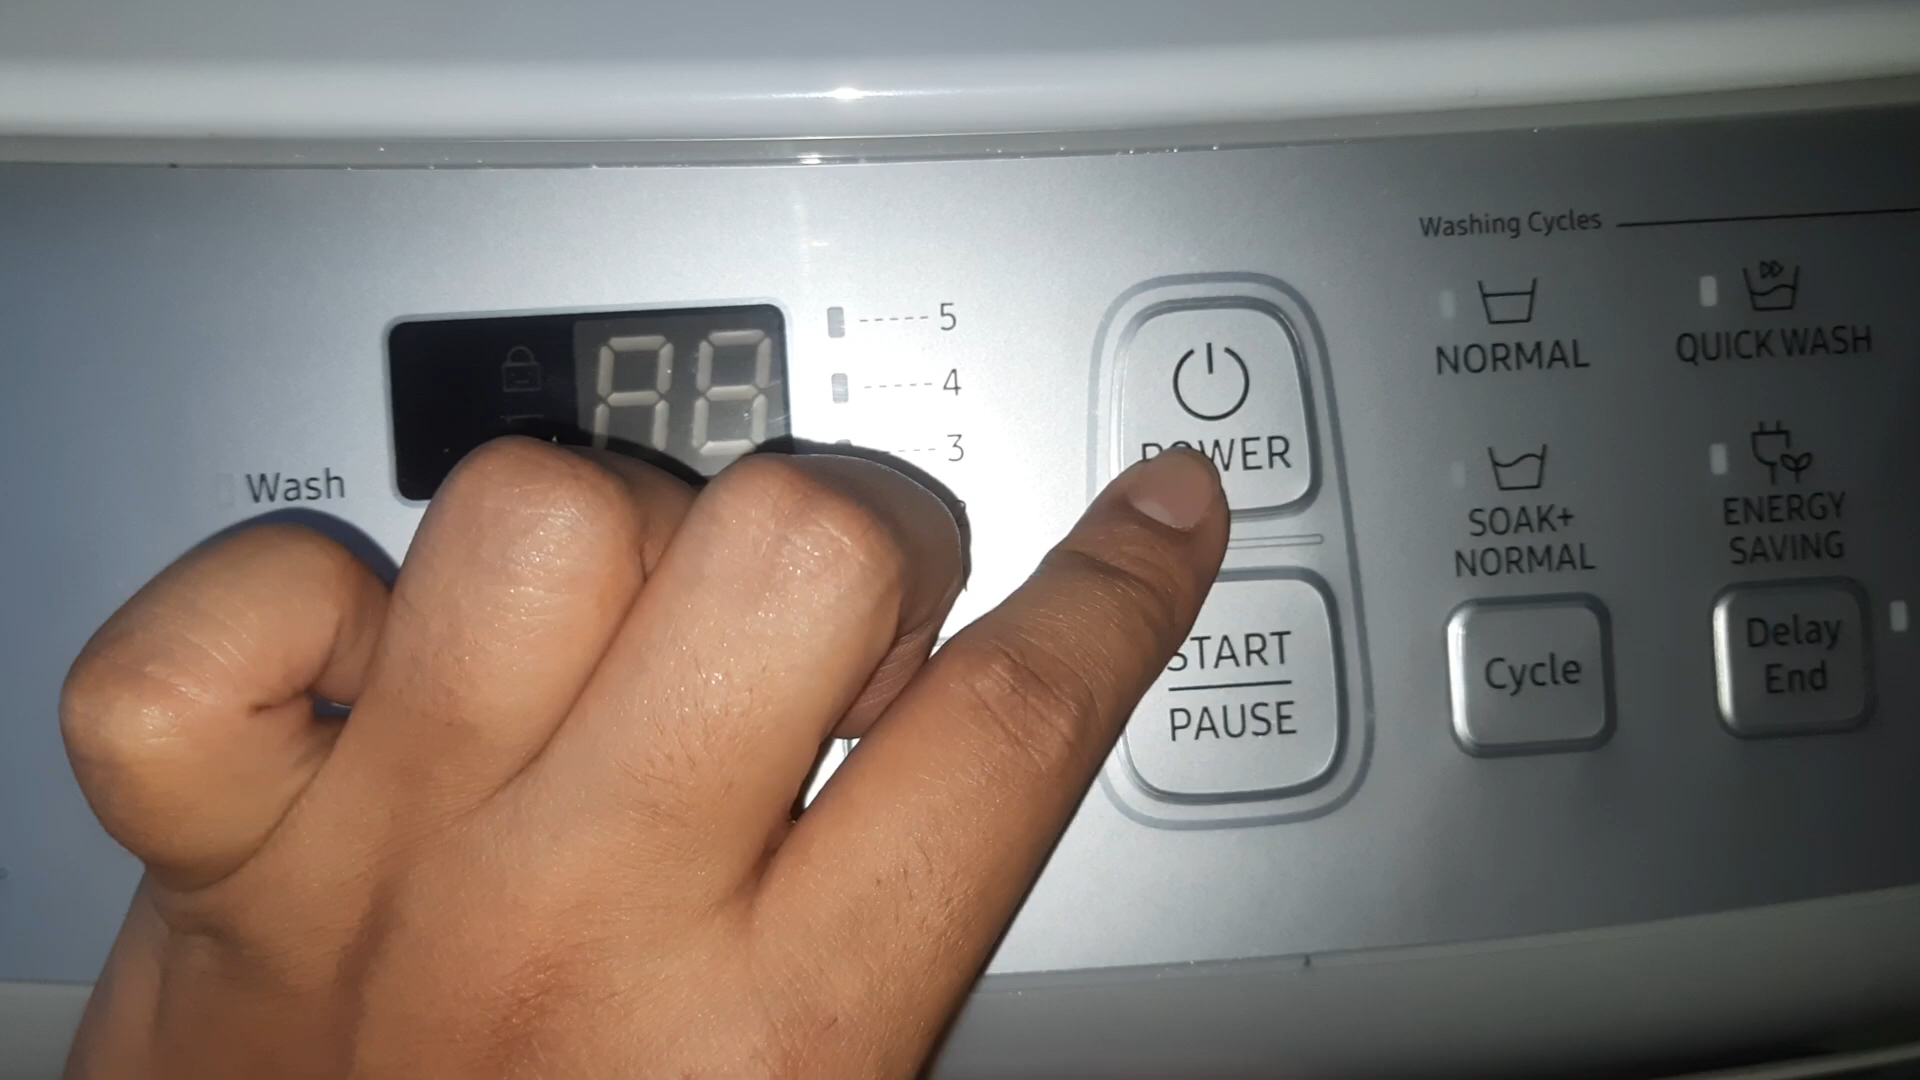 Washing Cycles
5
4
3
Wash
POWER
START
PAUSE
NORMAL
QUICK WASH
SOAK+
NORMAL
ENERGY
SAVING
Cycle
Delay
End